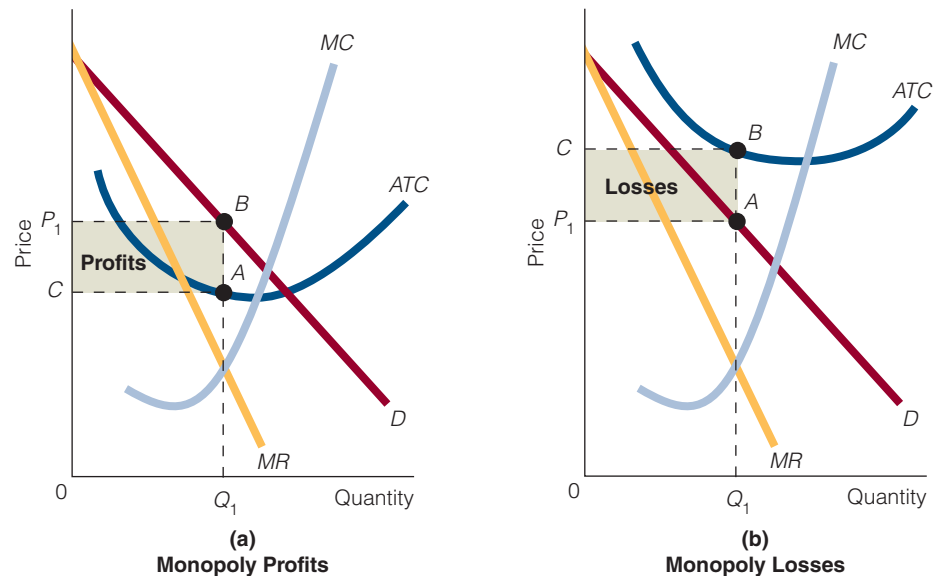 MC
ATC
B
P1
Price
Profits
A
C
D
MR
0
Q1
Quantity
(a)
Monopoly Profits
MC
ATC
B
C
Losses
A
P1
Price
D
MR
0
Q1
Quantity
(b)
Monopoly Losses